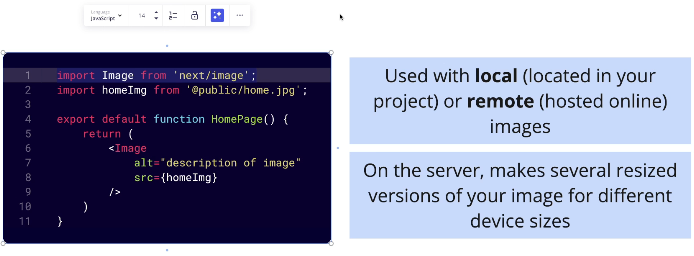 Language
JavaScript
14
1 import Image from 'next/image';
2 import homeImg from '@public/home.jpg';
3
4 export default function HomePage() {
5 return (
6 <Image
7 alt="description of image"
8 src={homeImg}
9 />
10 )
11 }
Used with local (located in your
project) or remote (hosted online)
images
On the server, makes several resized
versions of your image for different
device sizes